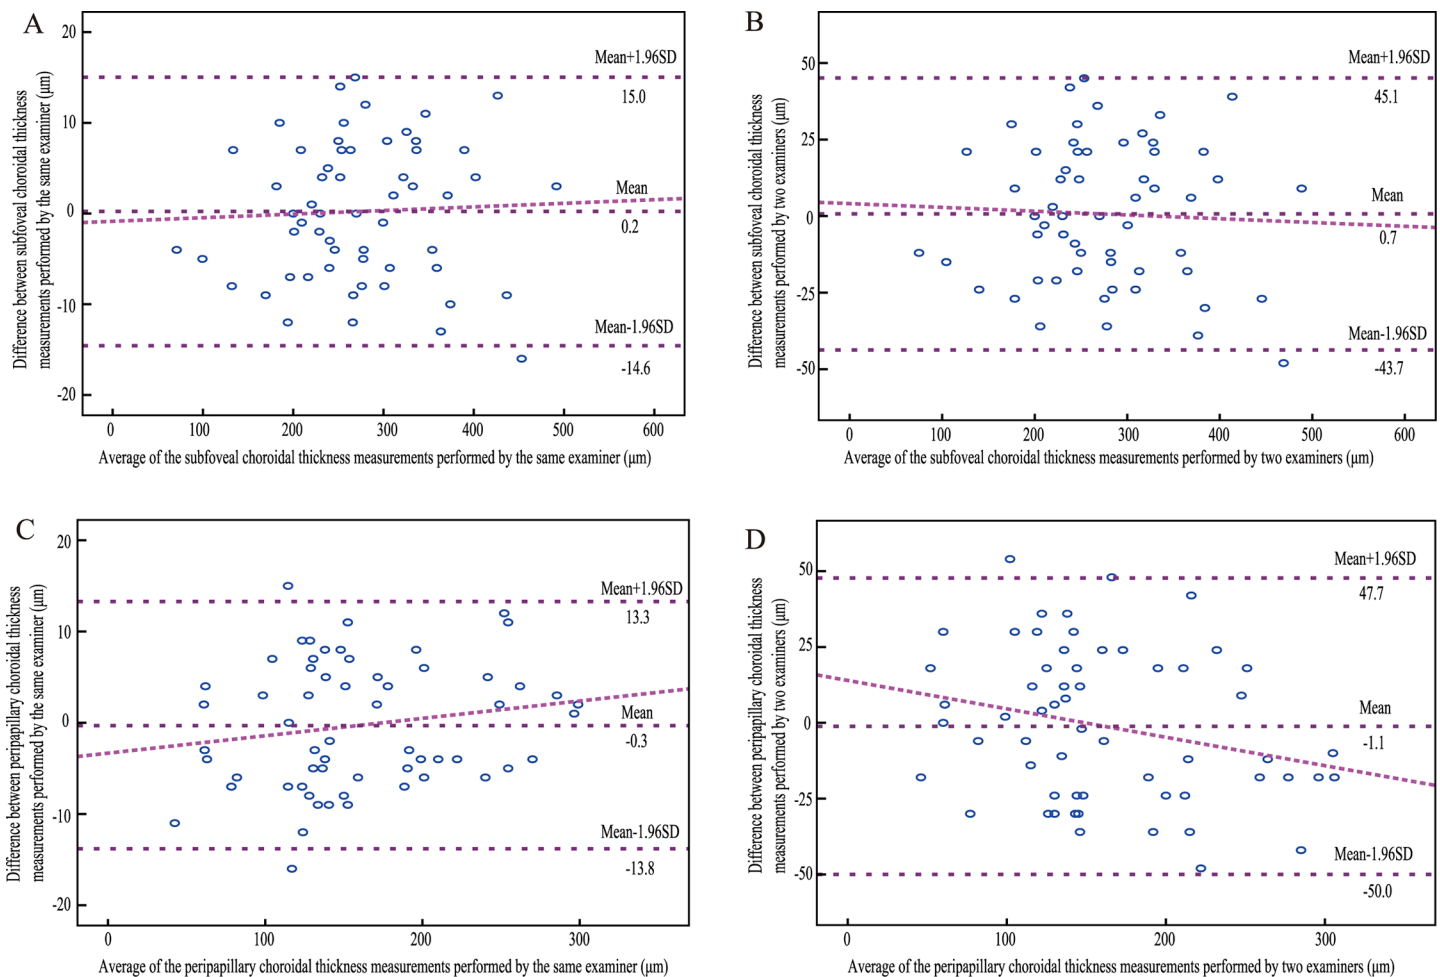 A
Difference between subfoveal choroidal thickness
measurements performed by the same examiner (μm)
20
10
0
-10
-20
Mean+1.96SD
15.0
Mean
0.2
Mean-1.96SD
-14.6
0 100 200 300 400 500 600
Average of the subfoveal choroidal thickness measurements performed by the same examiner (μm)
B
Difference between subfoveal choroidal thickness
measurements performed by two examiners (μm)
50
25
0
-25
-50
Mean+1.96SD
45.1
Mean
0.7
Mean-1.96SD
-43.7
0 100 200 300 400 500 600
Average of the subfoveal choroidal thickness measurements performed by two examiners (μm)
C
Difference between peripapillary choroidal thickness
measurements performed by the same examiner (μm)
20
10
0
-10
-20
Mean+1.96SD
13.3
Mean
-0.3
Mean-1.96SD
-13.8
0 100 200 300
Average of the peripapillary choroidal thickness measurements performed by the same examiner (μm)
D
Difference between peripapillary choroidal thickness
measurements performed by two examiners (μm)
50
25
0
-25
-50
Mean+1.96SD
47.7
Mean
-1.1
Mean-1.96SD
-50.0
0 100 200 300
Average of the peripapillary choroidal thickness measurements performed by two examiners (μm)